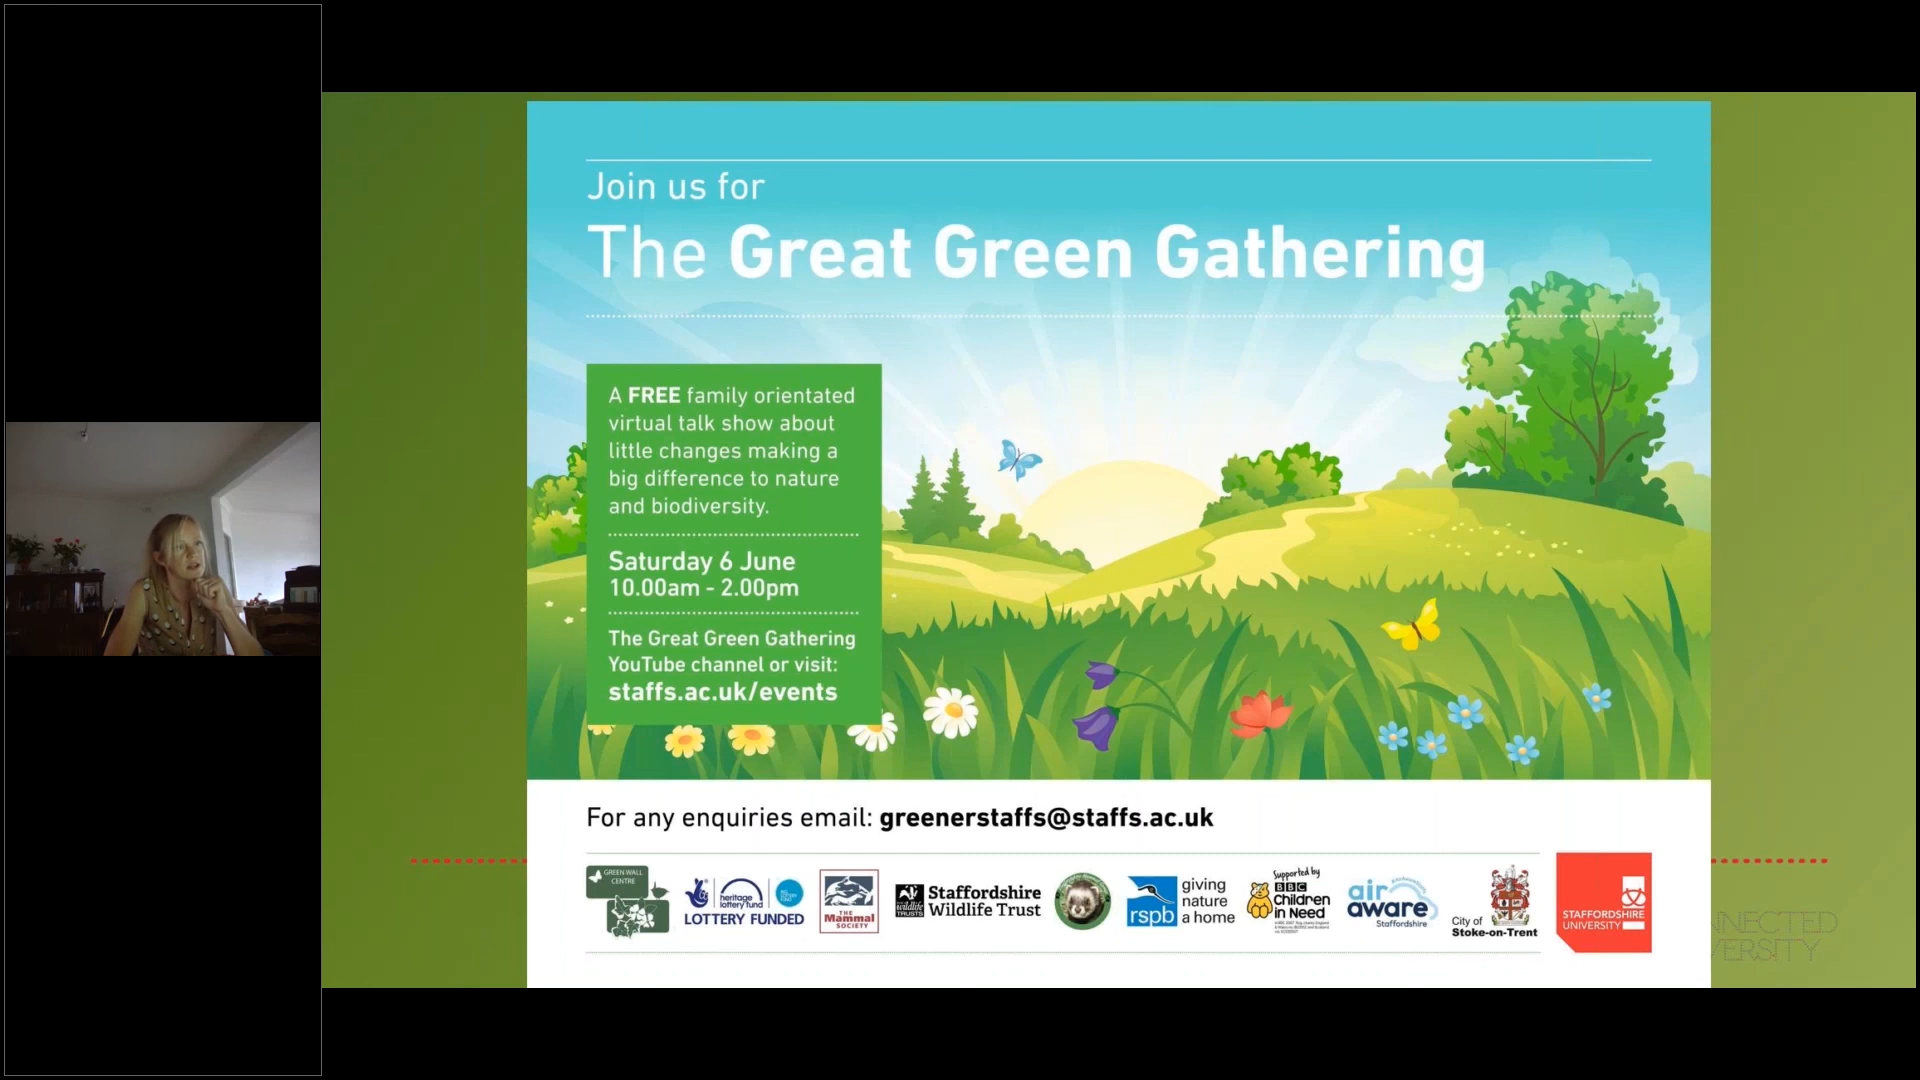 Join us for
The Great Green Gathering
A FREE family orientated
virtual talk show about
little changes making a
big difference to nature
and biodiversity.
Saturday 6 June
10.00am - 2.00pm
The Great Green Gathering
YouTube channel or visit:
staffs.ac.uk/events
For any enquiries email: greenerstaffs@staffs.ac.uk
GREEN WALL
CENTRE
heritage
lottery fund
LOTTERY FUNDED
THE
Mammal
SOCIETY
wildlife
TRUSTS
Staffordshire
Wildlife Trust
rspb
giving
nature
a home
Supported by
BBC
Children
in Need
air
aware
Staffordshire
City of
Stoke-on-Trent
STAFFORDSHIRE
UNIVERSITY
NNECTED
VERSITY